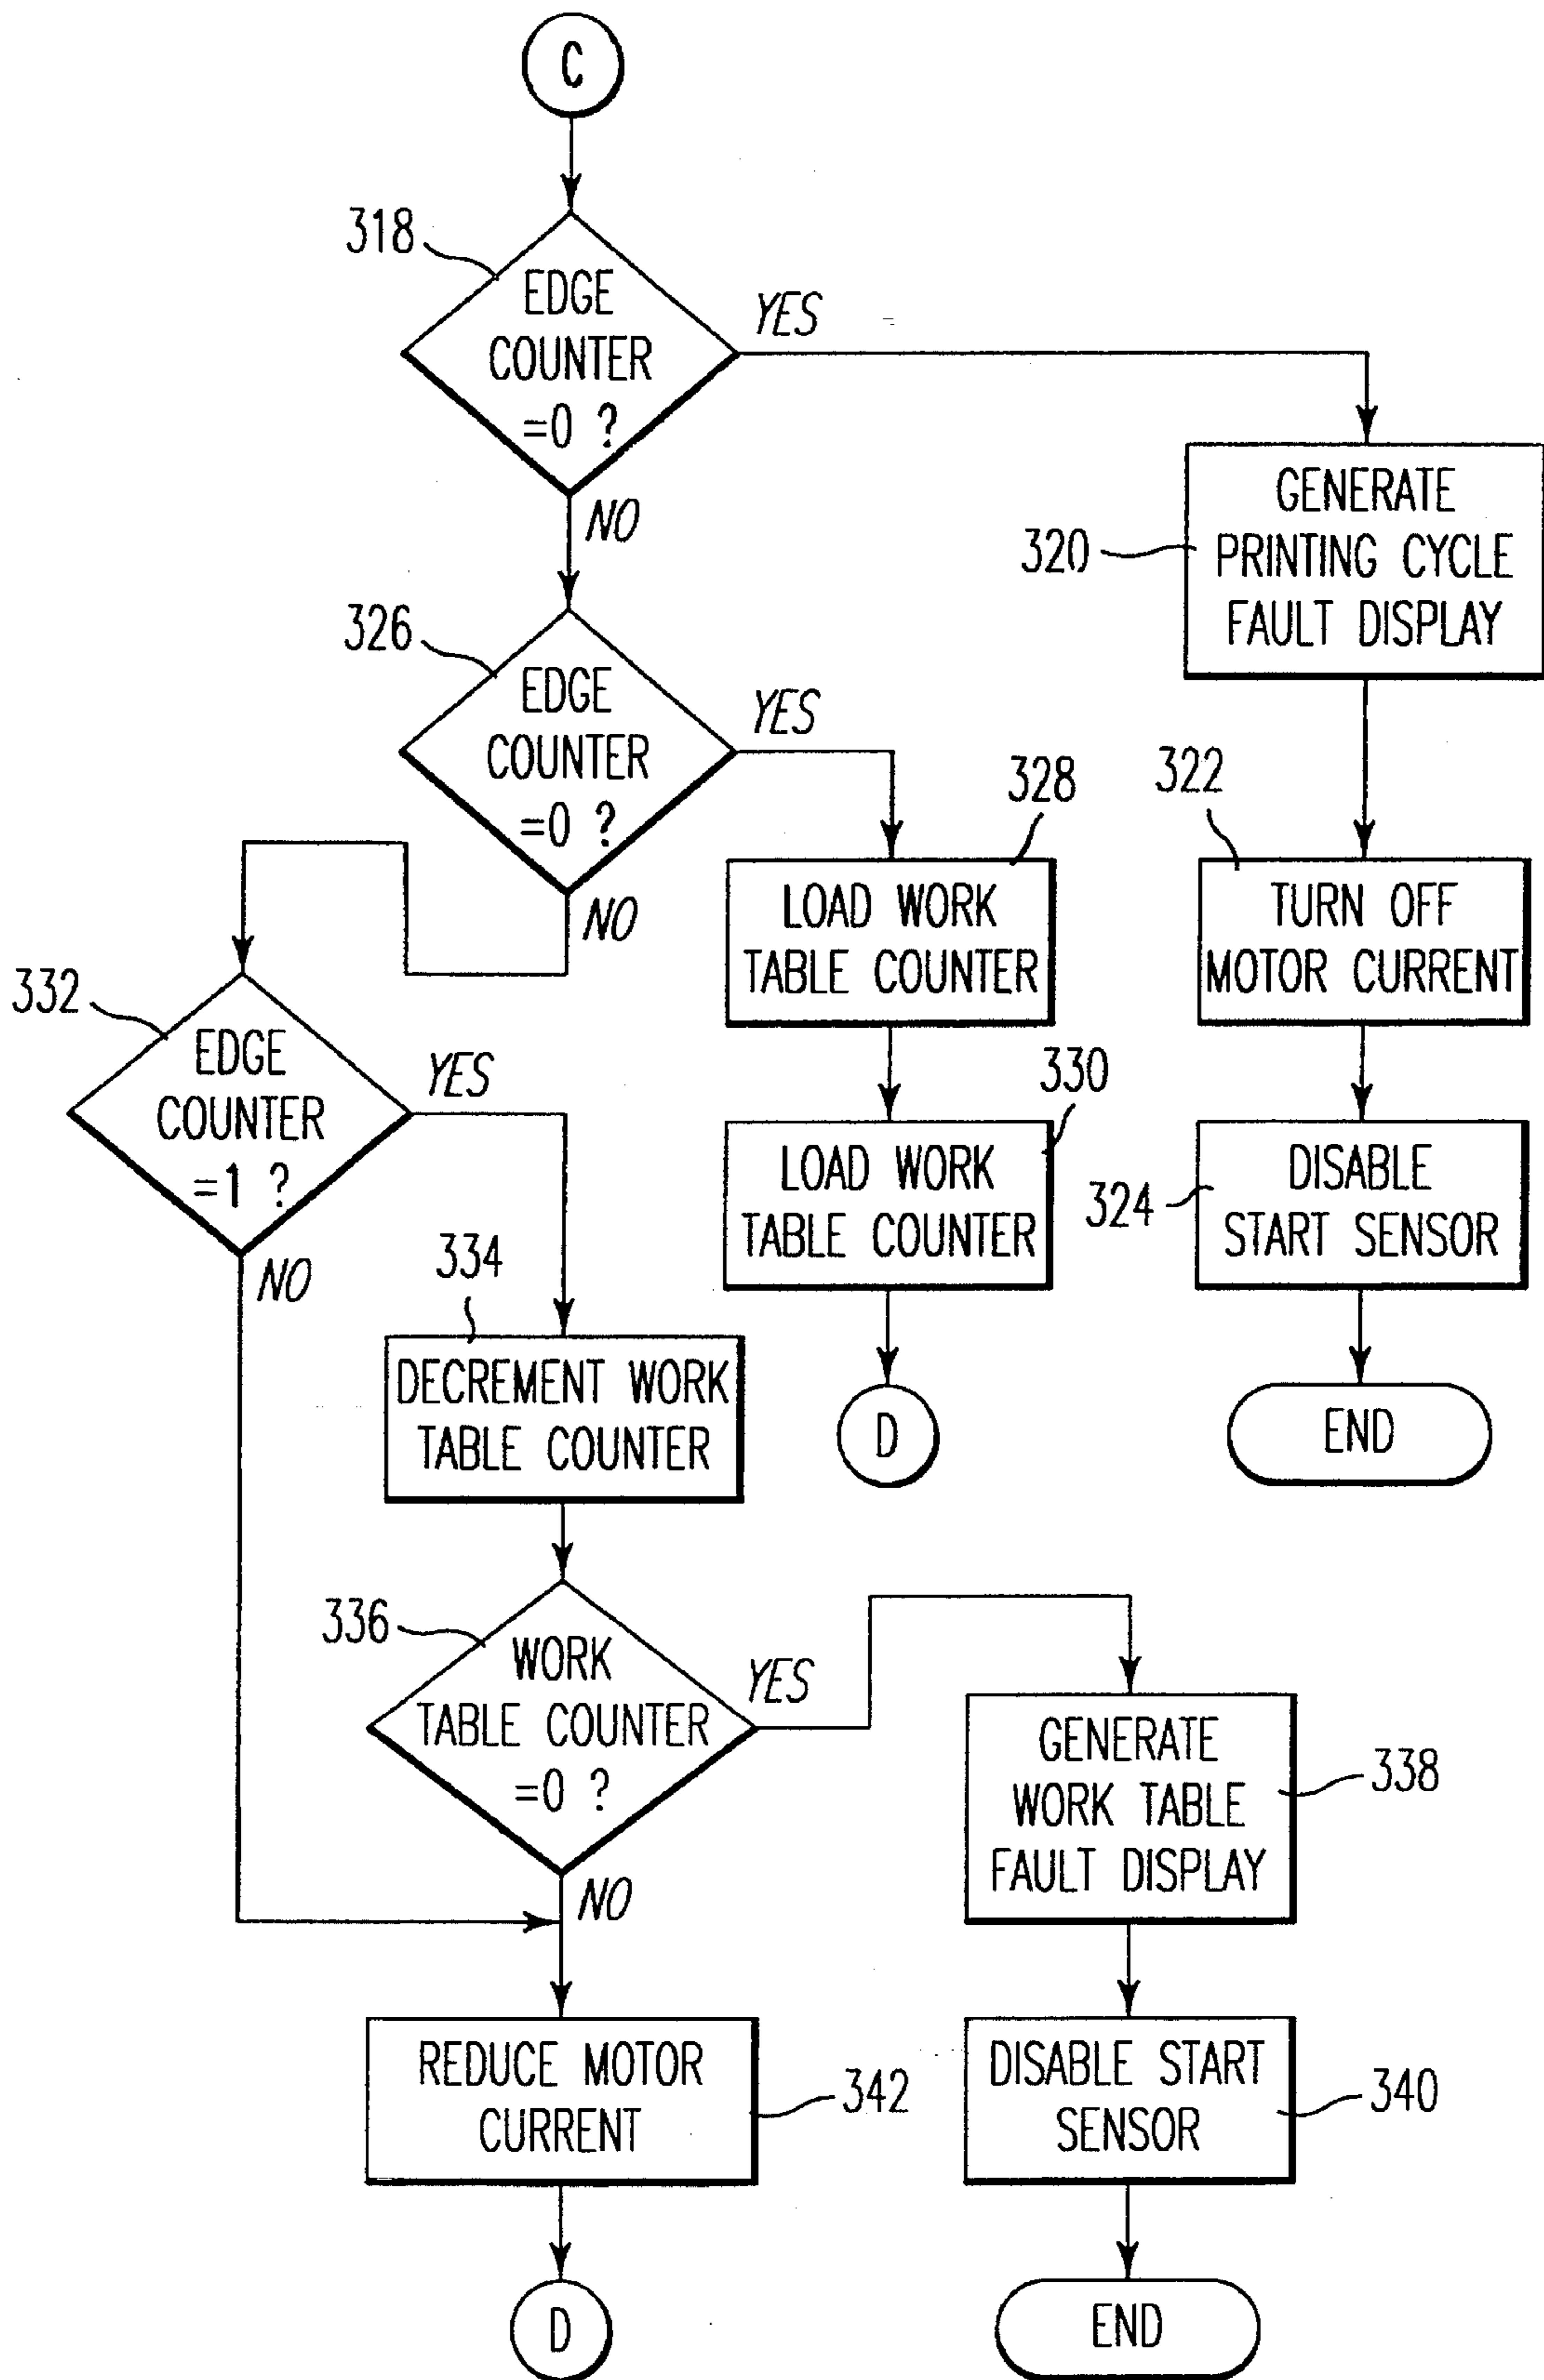 C
318
EDGE
COUNTER
=0 ?
YES
NO
GENERATE
PRINTING CYCLE
FAULT DISPLAY
320
326
EDGE
COUNTER
=0 ?
YES
NO
328
LOAD WORK
TABLE COUNTER
322
TURN OFF
MOTOR CURRENT
332
EDGE
COUNTER
=1 ?
YES
NO
330
LOAD WORK
TABLE COUNTER
324
DISABLE
START SENSOR
334
DECREMENT WORK
TABLE COUNTER
D
END
336
WORK
TABLE COUNTER
=0 ?
YES
NO
GENERATE
WORK TABLE
FAULT DISPLAY
338
REDUCE MOTOR
CURRENT
342
DISABLE START
SENSOR
340
D
END